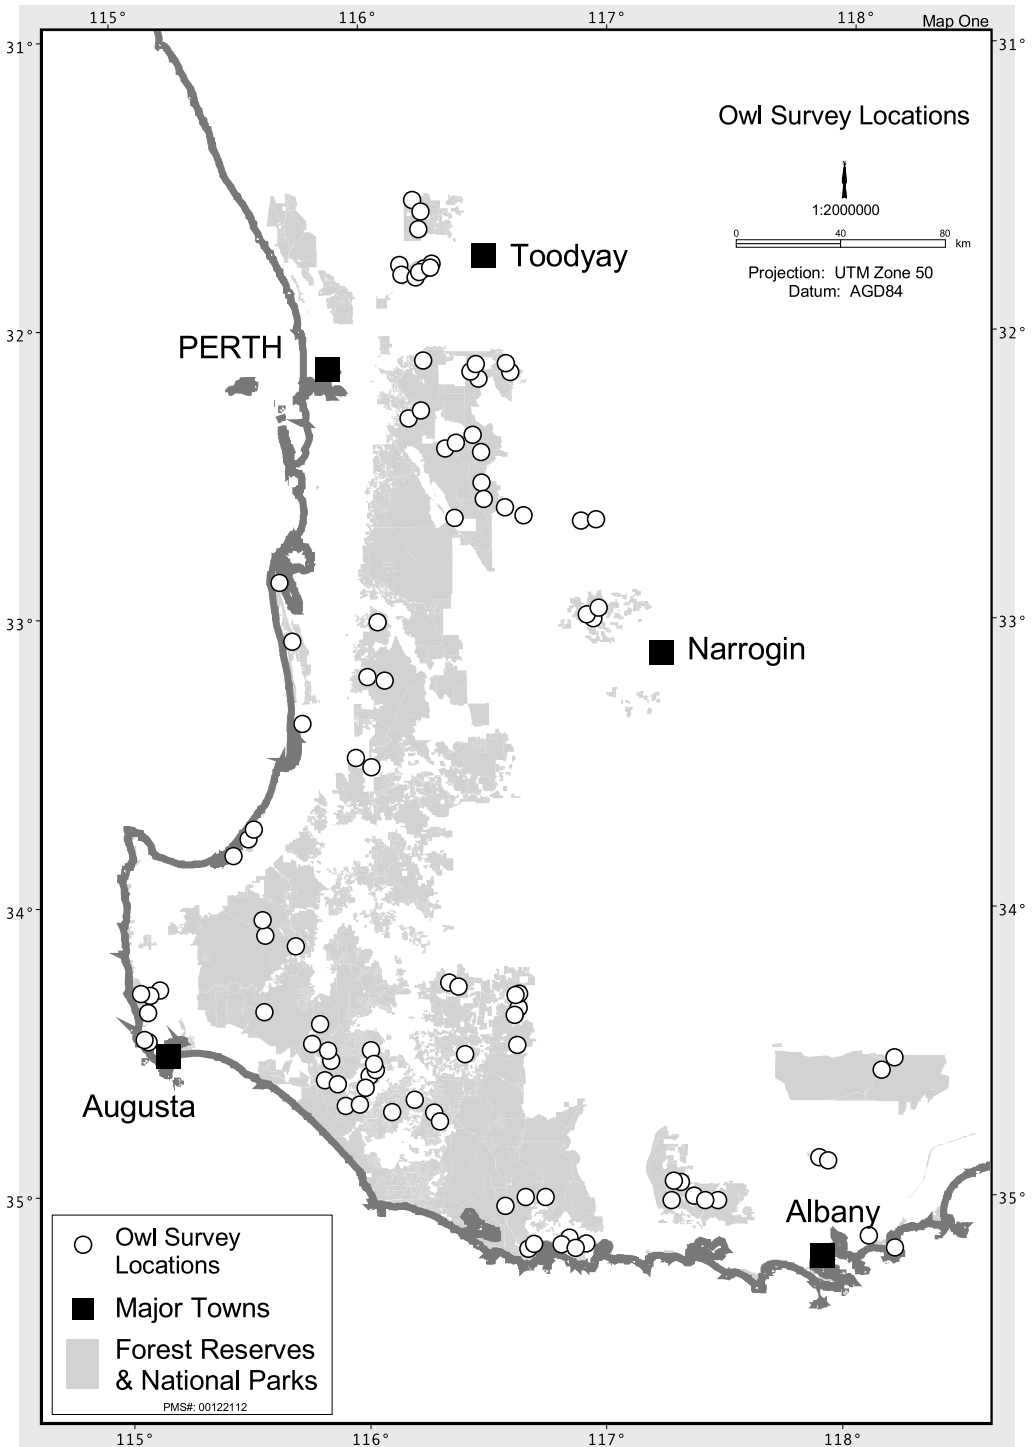 115° 116° 117° 118°
Map One
31° 31°
Owl Survey Locations
N
1:2000000
0 40 80
km
Projection: UTM Zone 50
Datum: AGD84
Toodyay
32° 32°
PERTH
33° 33°
Narrogin
34° 34°
Augusta
35° 35°
Albany
Owl Survey
Locations
Major Towns
Forest Reserves
& National Parks
PMS#: 00122112
115° 116° 117° 118°